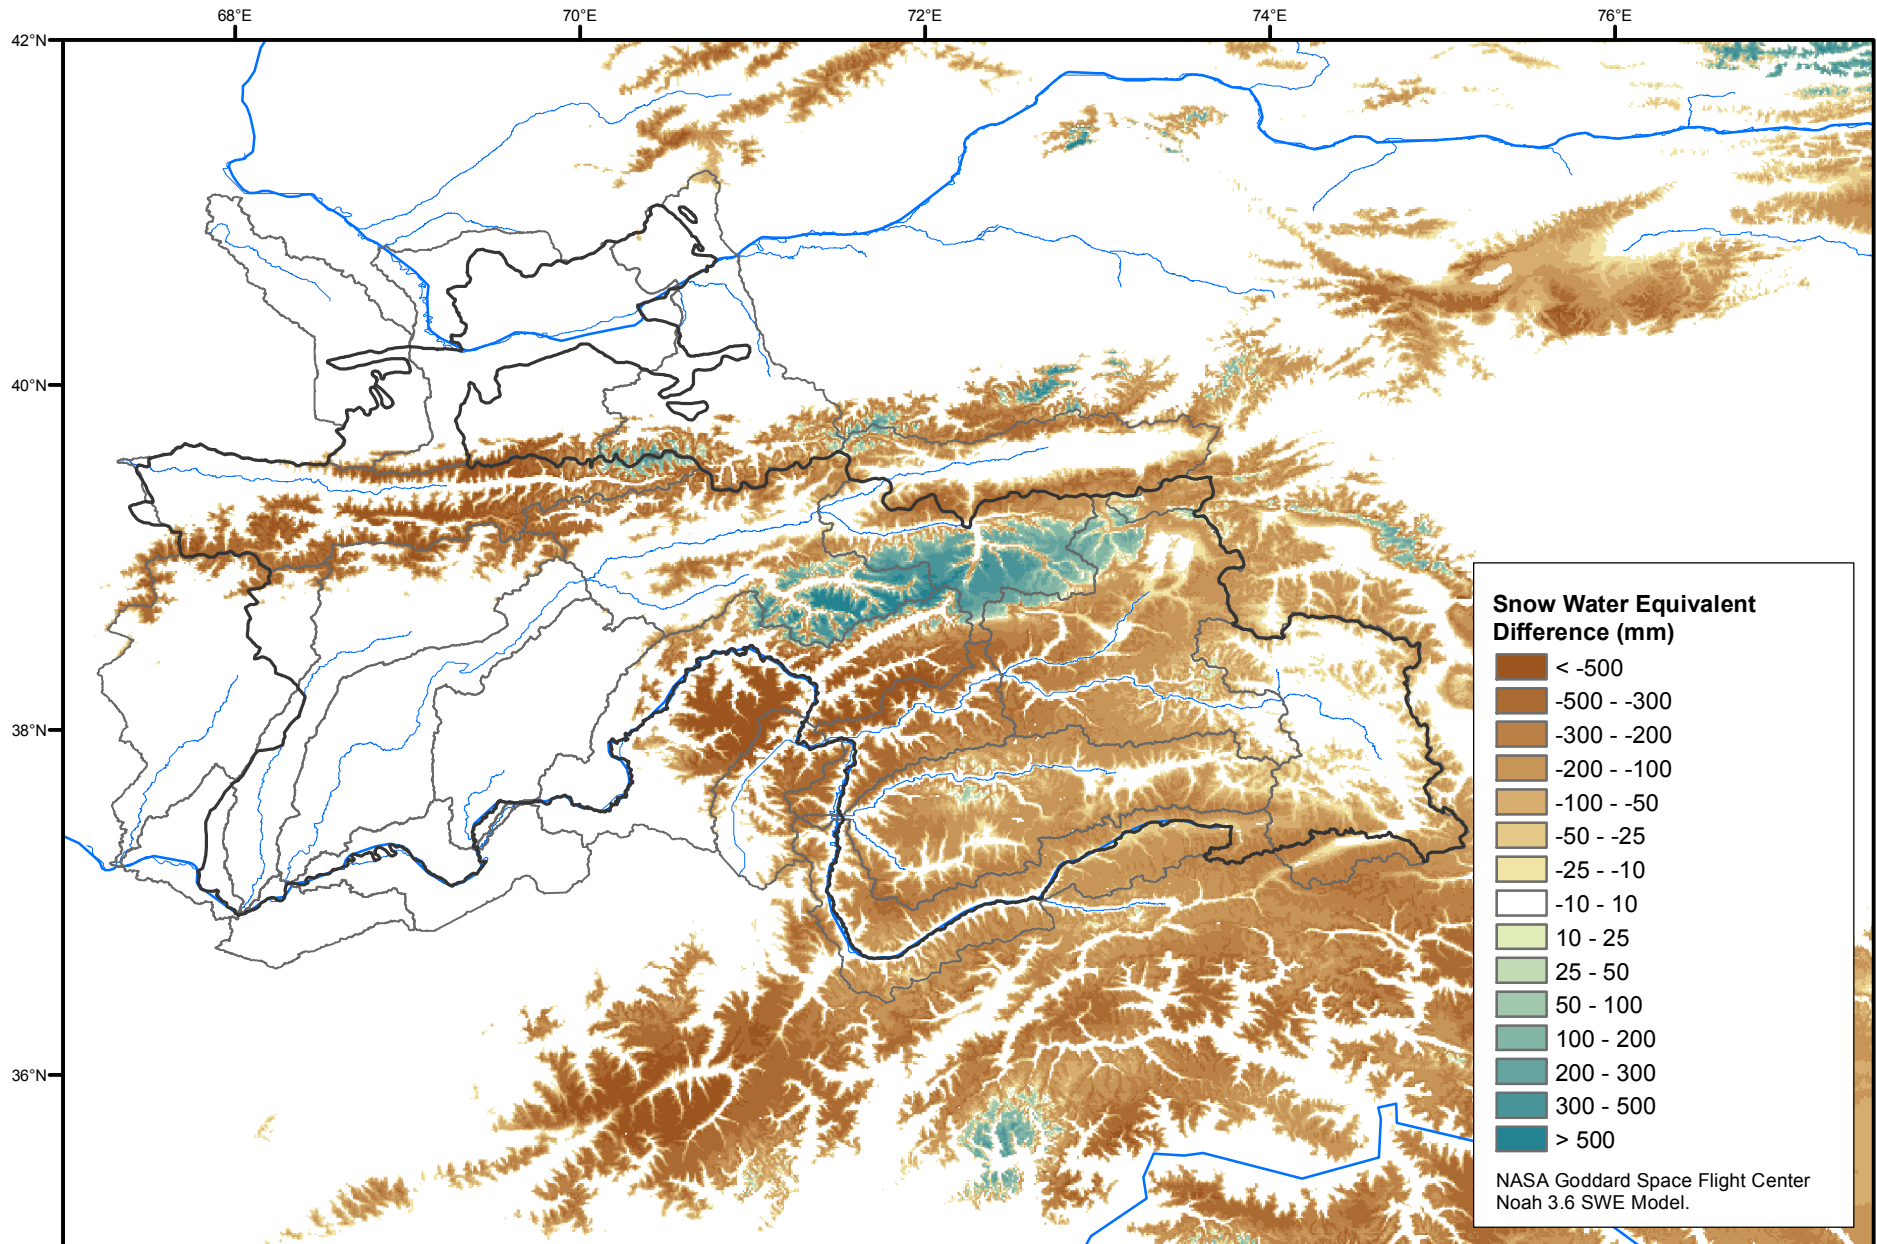 68°E
70°E
72°E
74°E
76°E
42°N
40°N
38°N
36°N
Snow Water Equivalent
Difference (mm)
< -500
-500 - -300
-300 - -200
-200 - -100
-100 - -50
-50 - -25
-25 - -10
-10 - 10
10 - 25
25 - 50
50 - 100
100 - 200
200 - 300
300 - 500
> 500
NASA Goddard Space Flight Center
Noah 3.6 SWE Model.